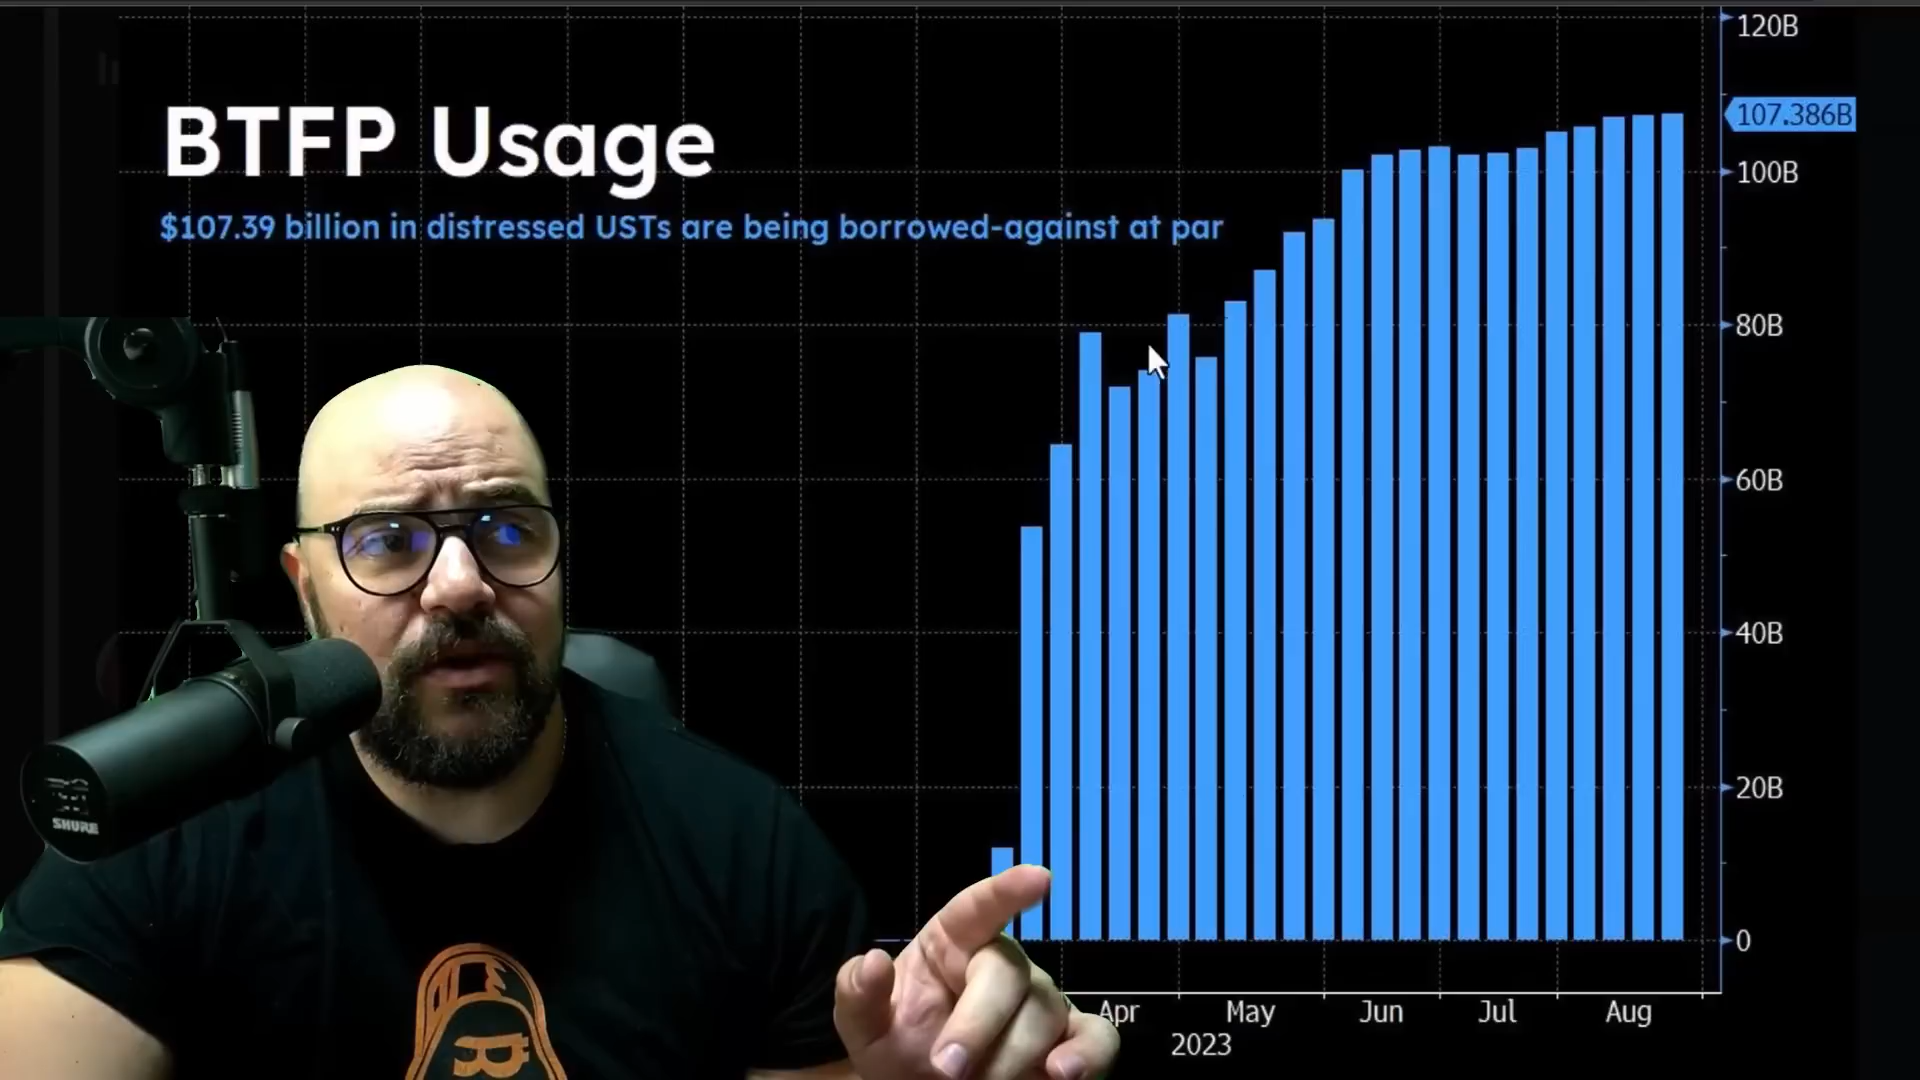 120B
BTFP Usage
107.386B
100B
$107.39 billion in distressed USTs are being borrowed-against at par
80B
60B
40B
20B
SHURE
0
Apr May Jun Jul Aug
2023
B